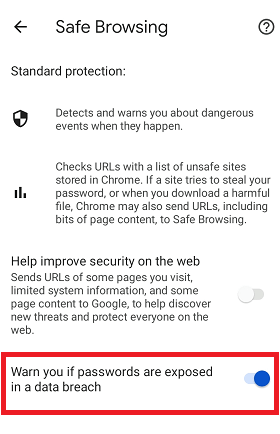 Safe Browsing
Standard protection:
Detects and warns you about dangerous
events when they happen.
Checks URLs with a list of unsafe sites
stored in Chrome. If a site tries to steal your
password, or when you download a harmful
file, Chrome may also send URLs, including
bits of page content, to Safe Browsing.
Help improve security on the web
Sends URLs of some pages you visit,
limited system information, and some
page content to Google, to help discover
new threats and protect everyone on the
web.
Warn you if passwords are exposed
in a data breach